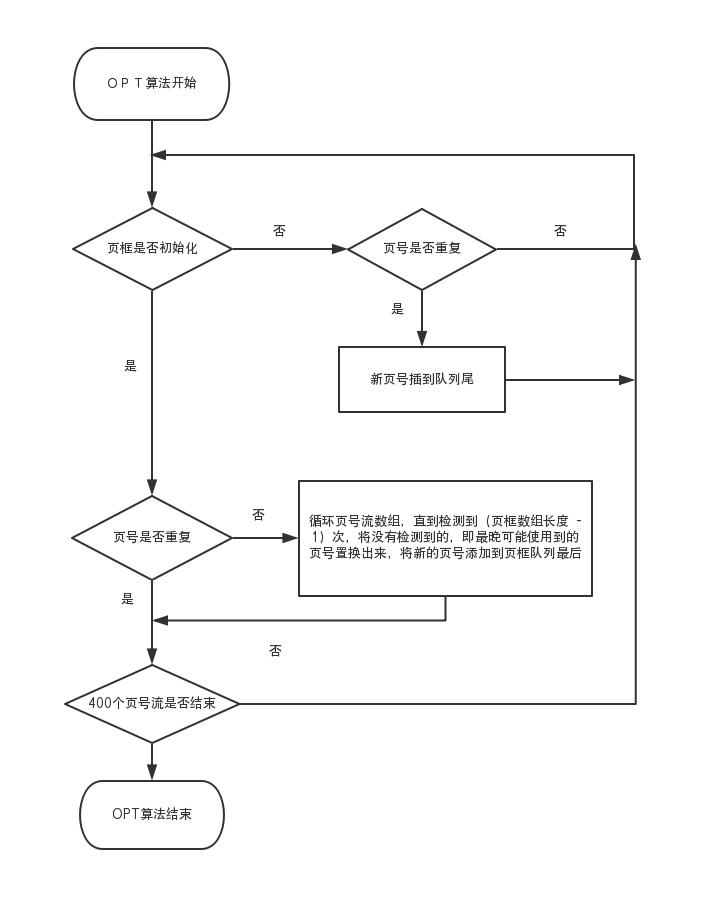 ＯＰＴ算法开始
页框是否初始化
否
页号是否重复
否
是
新页号插到队列尾
是
页号是否重复
否
循环页号流数组，直到检测到（页框数组长度 -
1）次，将没有检测到的，即最晚可能使用到的
页号置换出来，将新的页号添加到页框队列最后
是
否
400个页号流是否结束
OPT算法结束